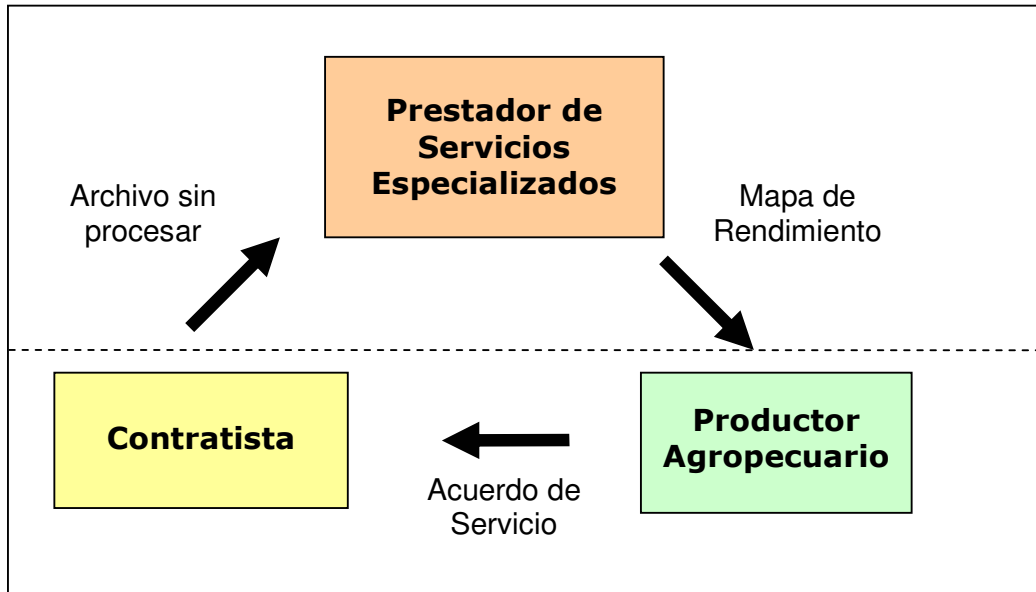 Prestador de
Servicios
Especializados
Archivo sin
procesar
Mapa de
Rendimiento
Contratista
Productor
Agropecuario
Acuerdo de
Servicio